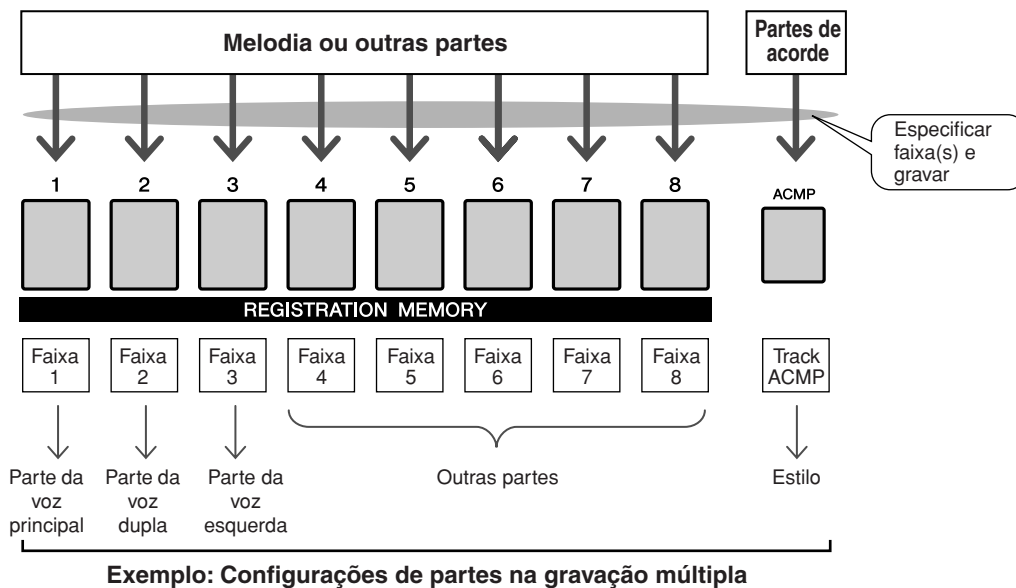 Melodia ou outras partes
Partes de
acorde
Especificar
faixa(s) e
gravar
1 2 3 4 5 6 7 8
ACMP
REGISTRATION MEMORY
Faixa
1
Faixa
2
Faixa
3
Faixa
4
Faixa
5
Faixa
6
Faixa
7
Faixa
8
Track
ACMP
Parte da
voz
principal
Parte da
voz
dupla
Parte da
voz
esquerda
Outras partes
Estilo
Exemplo: Configurações de partes na gravação múltipla